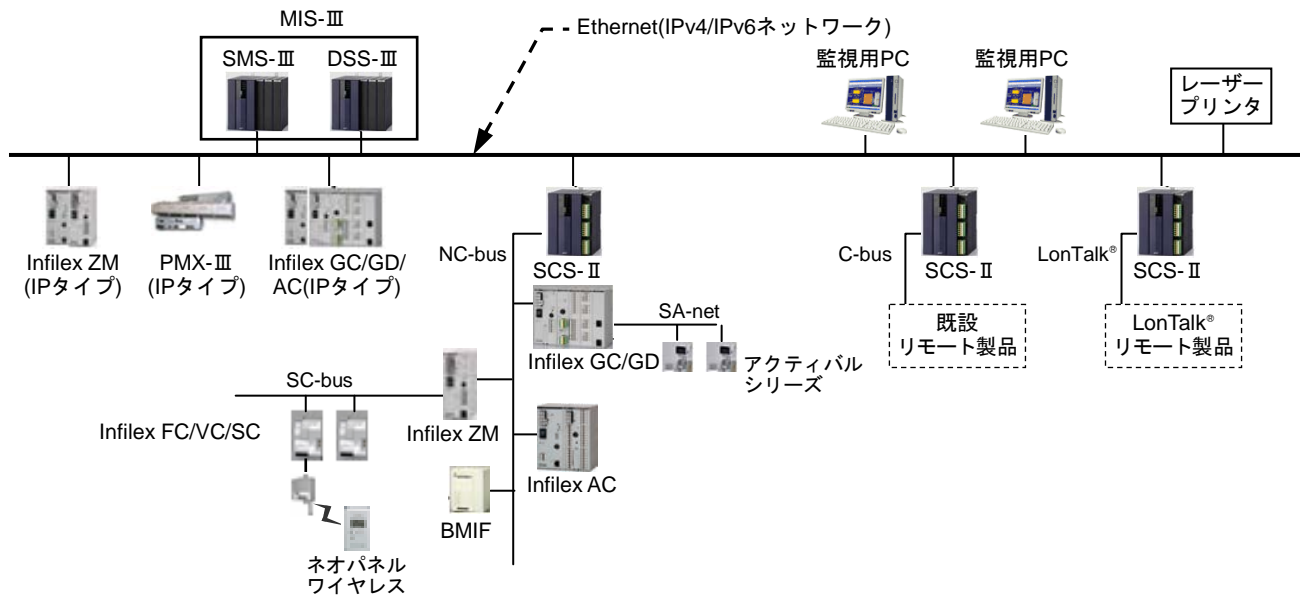 MIS-Ⅲ
SMS-Ⅲ
DSS-Ⅲ
Ethernet(IPv4/IPv6ネットワーク)
監視用PC
監視用PC
レーザー
プリンタ
Infilex ZM
(IPタイプ)
PMX-Ⅲ
(IPタイプ)
Infilex GC/GD/
AC(IPタイプ)
NC-bus
SCS-Ⅱ
C-bus
SCS-Ⅱ
LonTalk®
SCS-Ⅱ
SA-net
Infilex GC/GD
アクティバル
シリーズ
既設
リモート製品
LonTalk®
リモート製品
SC-bus
Infilex FC/VC/SC
Infilex ZM
Infilex AC
BMIF
ネオパネル
ワイヤレス